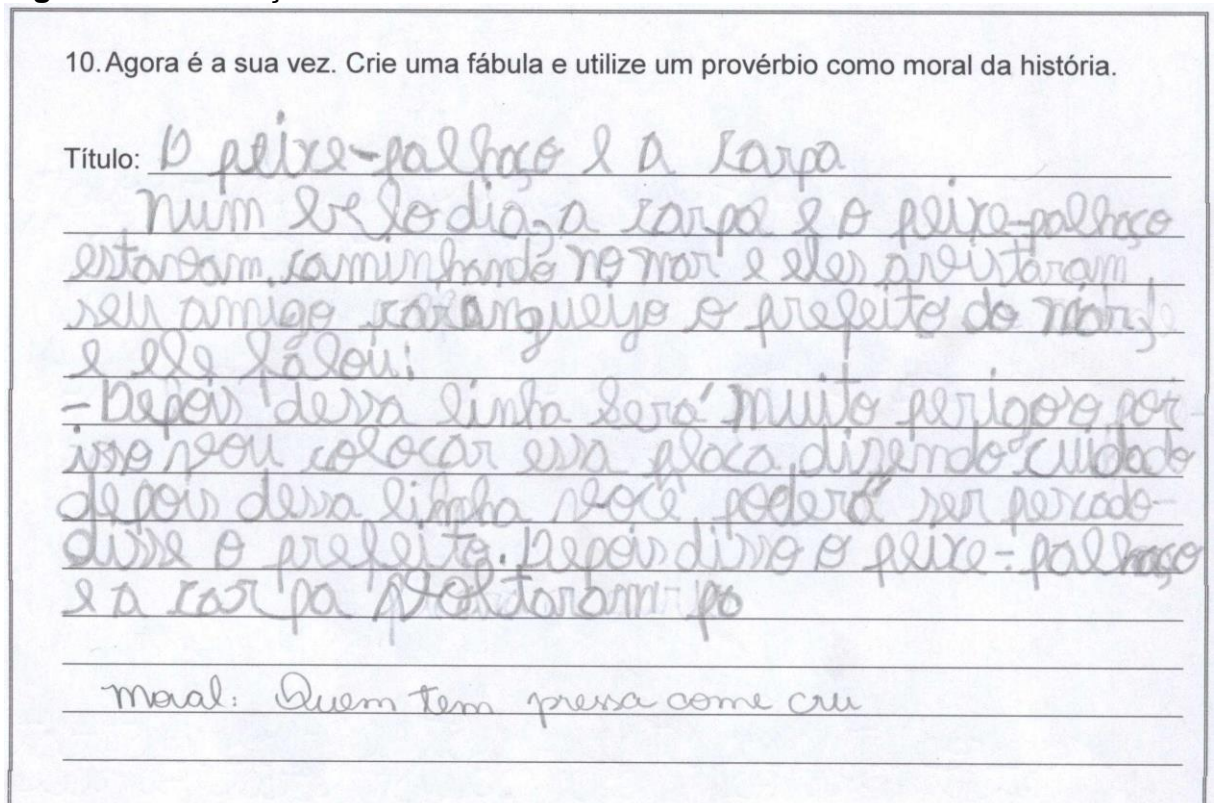 10. Agora é a sua vez. Crie uma fábula e utilize um provérbio como moral da história.
Título: O peixe-palhaço e a carpa
Num belo dia, a carpa e o peixe-palhaço
estavam caminhando no mar e eles avistaram
seu amigo carangueijo o prefeito do mar,
e ele falou:
-Depois dessa linha será muito perigoso por
isso vou colocar essa placa dizendo cuidado
depois dessa linha você poderá ser pescado-
disse o prefeito. Depois disso o peixe-palhaço
e a carpa voltaram po
Moral: Quem tem pressa come cru